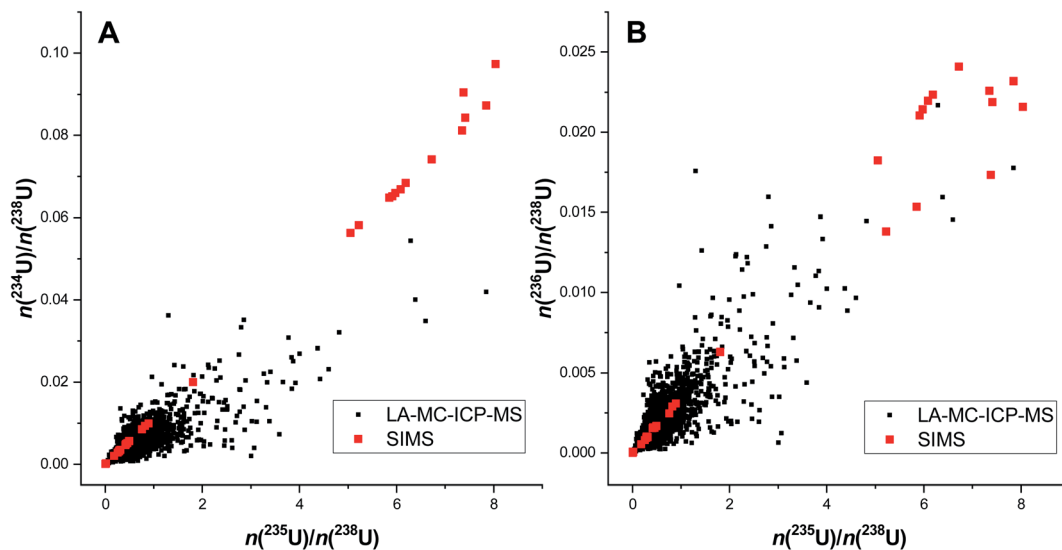 A
0.10
0.08
0.06
0.04
0.02
0.00
n(²³⁴U)/n(²³⁸U)
0 2 4 6 8
n(²³⁵U)/n(²³⁸U)
LA-MC-ICP-MS
SIMS
B
0.025
0.020
0.015
0.010
0.005
0.000
n(²³⁶U)/n(²³⁸U)
0 2 4 6 8
n(²³⁵U)/n(²³⁸U)
LA-MC-ICP-MS
SIMS